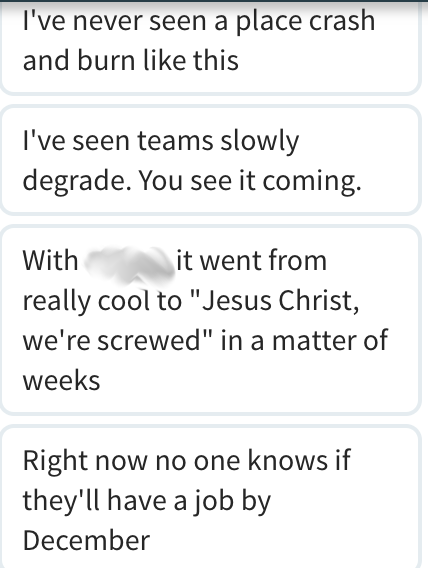 I've never seen a place crash
and burn like this
I've seen teams slowly
degrade. You see it coming.
With it went from
really cool to "Jesus Christ,
we're screwed" in a matter of
weeks
Right now no one knows if
they'll have a job by
December